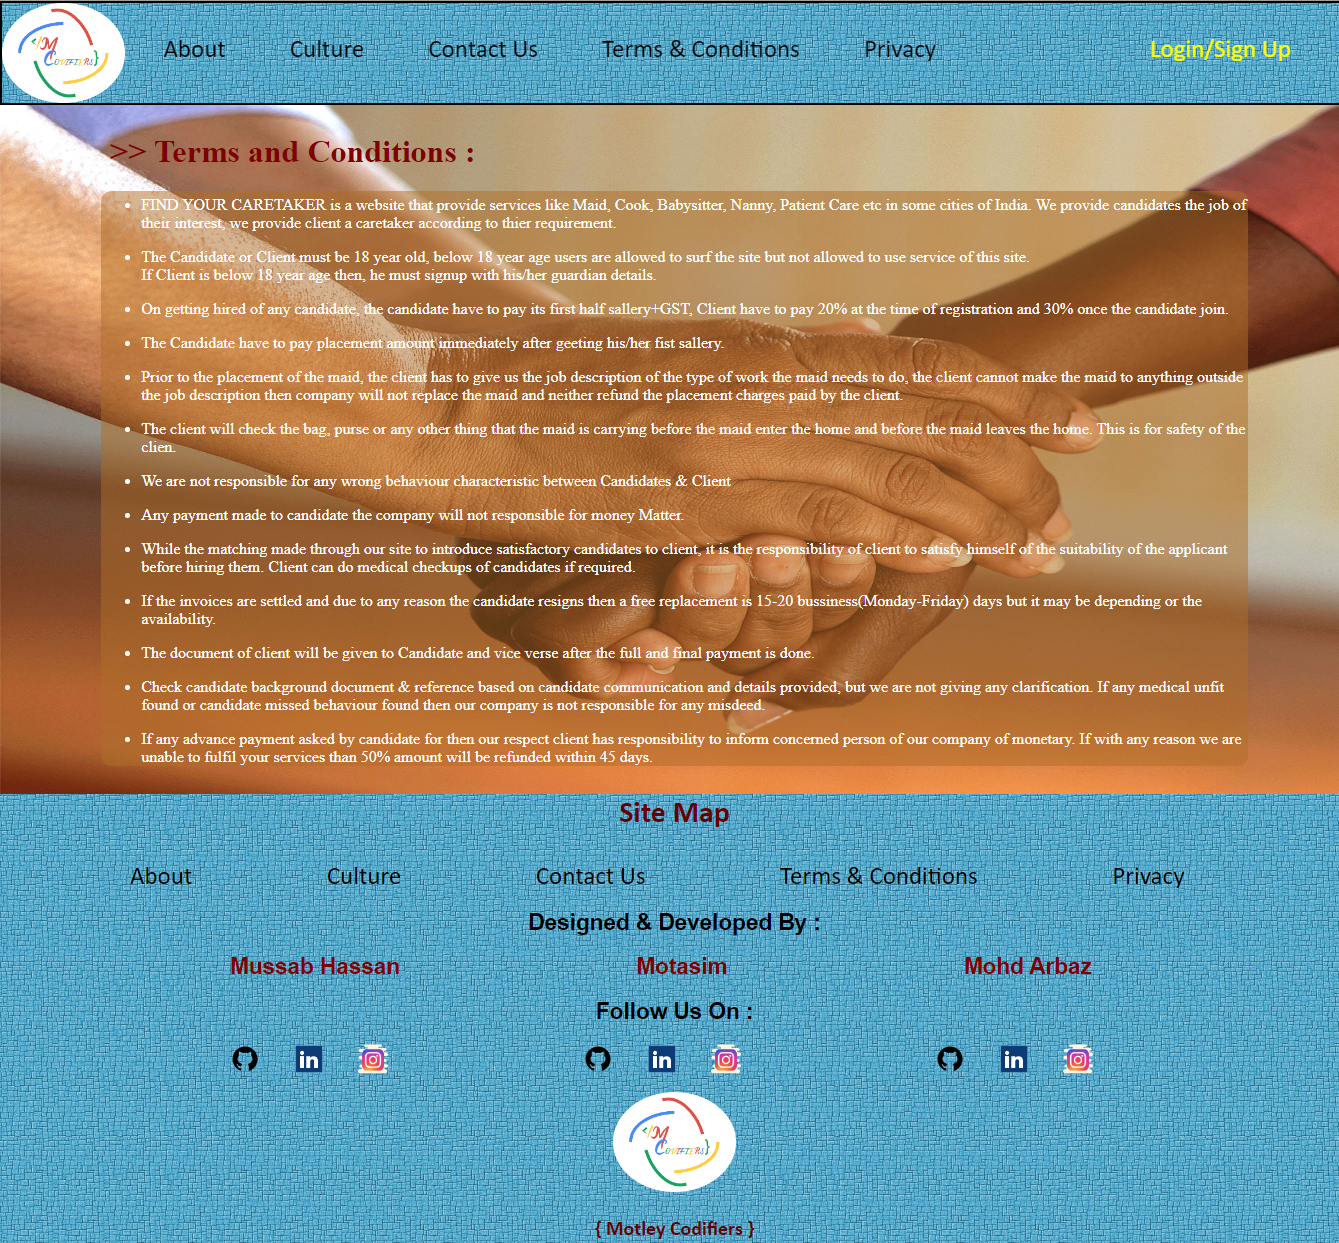 </M
CODIFIERS}
About Culture Contact Us Terms & Conditions Privacy Login/Sign Up
>> Terms and Conditions :
• FIND YOUR CARETAKER is a website that provide services like Maid, Cook, Babysitter, Nanny, Patient Care etc in some cities of India. We provide candidates the job of
their interest, we provide client a caretaker according to thier requirement.
• The Candidate or Client must be 18 year old, below 18 year age users are allowed to surf the site but not allowed to use service of this site.
If Client is below 18 year age then, he must signup with his/her guardian details.
• On getting hired of any candidate, the candidate have to pay its first half sallery+GST, Client have to pay 20% at the time of registration and 30% once the candidate join.
• The Candidate have to pay placement amount immediately after geeting his/her fist sallery.
• Prior to the placement of the maid, the client has to give us the job description of the type of work the maid needs to do, the client cannot make the maid to anything outside
the job description then company will not replace the maid and neither refund the placement charges paid by the client.
• The client will check the bag, purse or any other thing that the maid is carrying before the maid enter the home and before the maid leaves the home. This is for safety of the
clien.
• We are not responsible for any wrong behaviour characteristic between Candidates & Client
• Any payment made to candidate the company will not responsible for money Matter.
• While the matching made through our site to introduce satisfactory candidates to client, it is the responsibility of client to satisfy himself of the suitability of the applicant
before hiring them. Client can do medical checkups of candidates if required.
• If the invoices are settled and due to any reason the candidate resigns then a free replacement is 15-20 bussiness(Monday-Friday) days but it may be depending or the
availability.
• The document of client will be given to Candidate and vice verse after the full and final payment is done.
• Check candidate background document & reference based on candidate communication and details provided, but we are not giving any clarification. If any medical unfit
found or candidate missed behaviour found then our company is not responsible for any misdeed.
• If any advance payment asked by candidate for then our respect client has responsibility to inform concerned person of our company of monetary. If with any reason we are
unable to fulfil your services than 50% amount will be refunded within 45 days.
Site Map
About Culture Contact Us Terms & Conditions Privacy
Designed & Developed By :
Mussab Hassan Motasim Mohd Arbaz
Follow Us On :
in in in
</M
CODIFIERS}
{ Motley Codifiers }